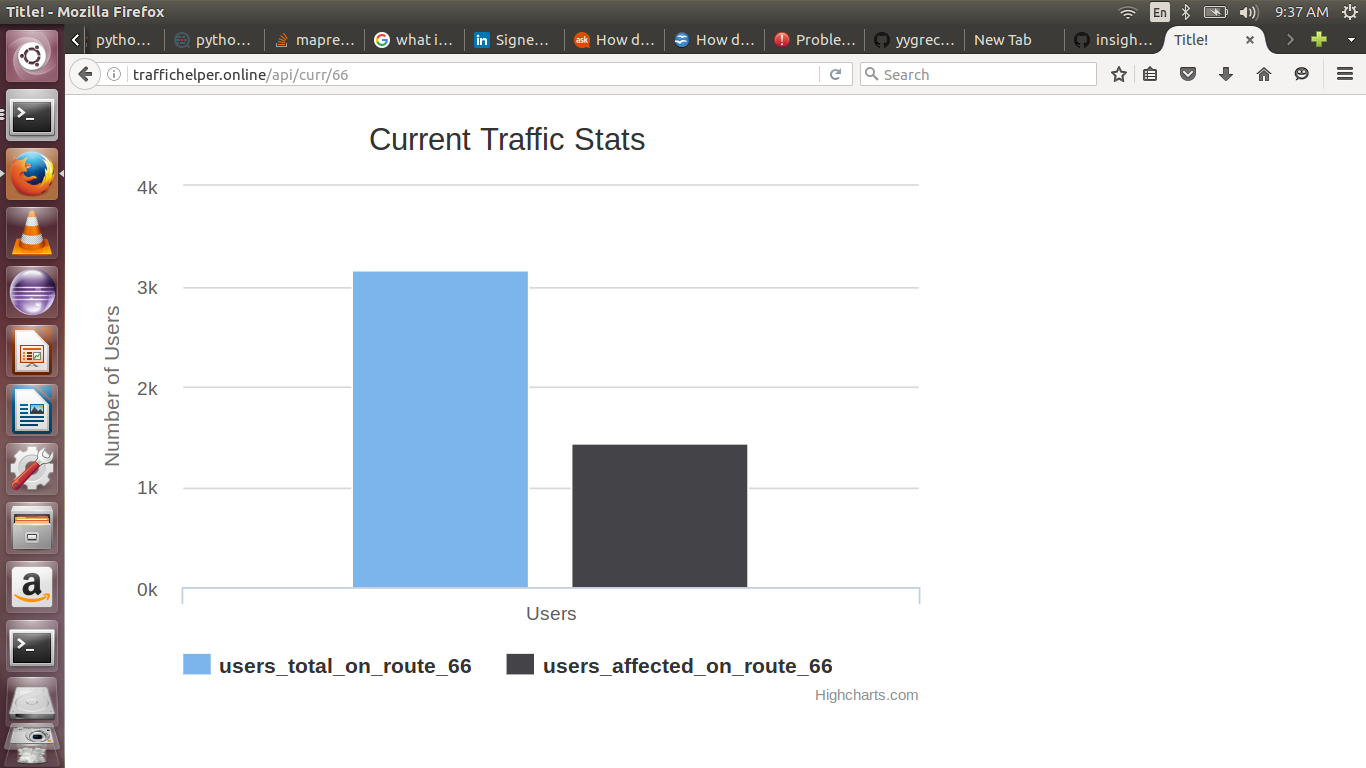 Title! - Mozilla Firefox
En
9:37 AM
pytho...
pytho...
mapre...
what i...
in
Signe...
ask
How d...
How d...
Proble...
yygrec...
New Tab
insigh...
Title!
traffichelper.online/api/curr/66
Search
Current Traffic Stats
4k
3k
2k
1k
0k
Number of Users
Users
users_total_on_route_66
users_affected_on_route_66
Highcharts.com